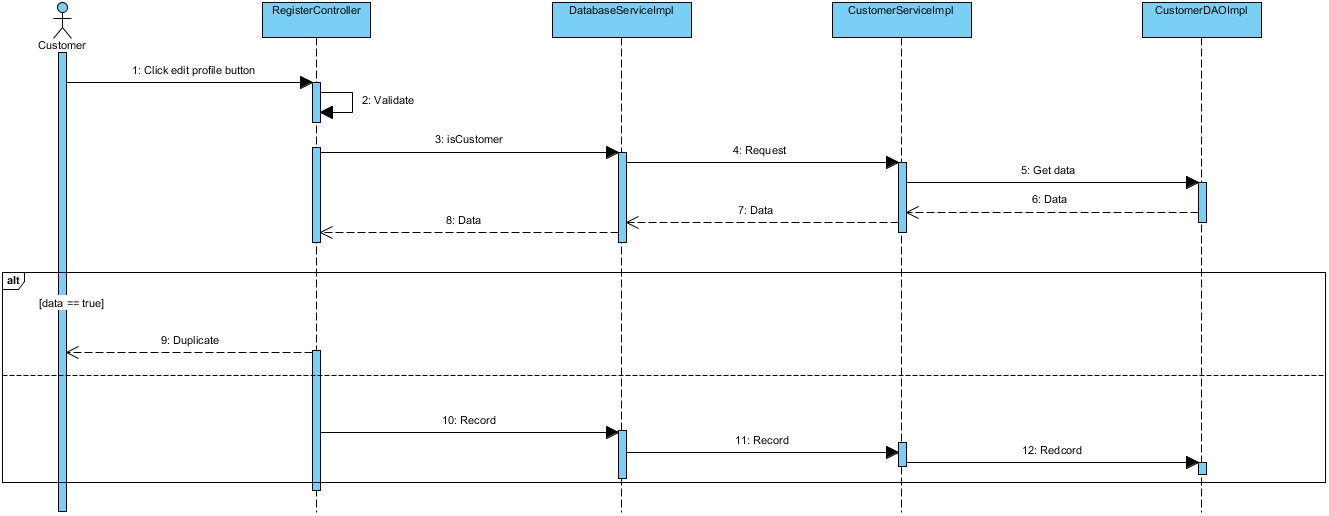 RegisterController
DatabaseServiceImpl
CustomerServiceImpl
CustomerDAOImpl
Customer
1: Click edit profile button
2: Validate
3: isCustomer
4: Request
5: Get data
6: Data
7: Data
8: Data
alt
[data == true]
9: Duplicate
10: Record
11: Record
12: Redcord